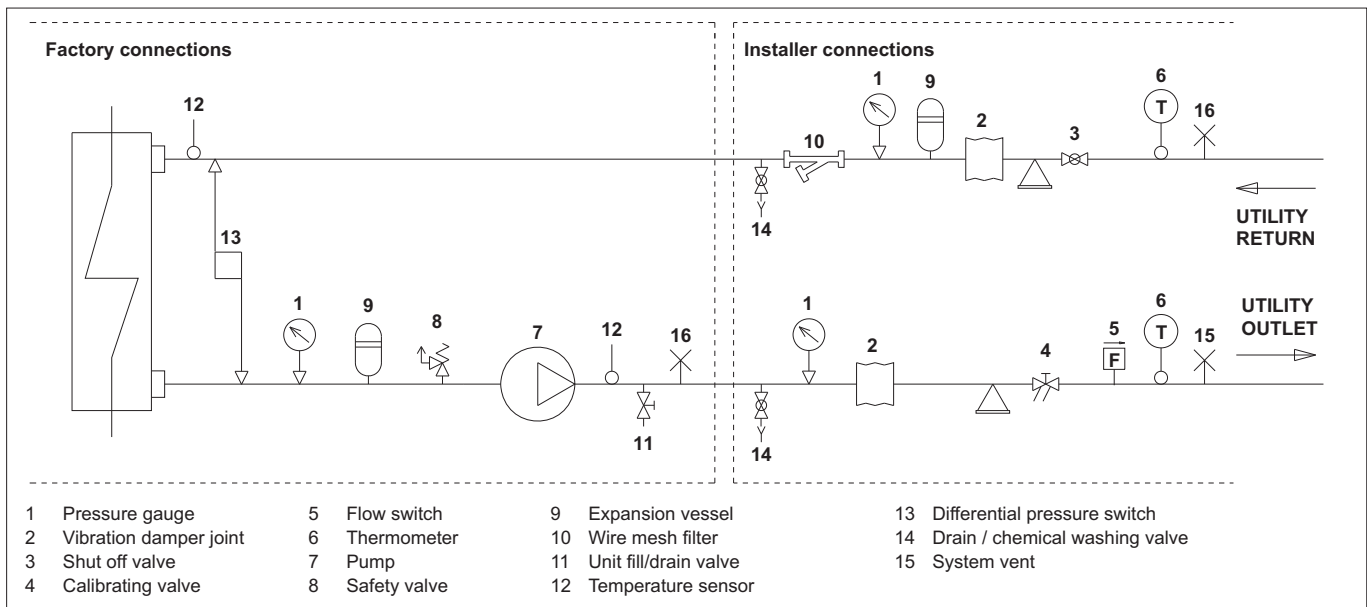 Factory connections
Installer connections
1 9 6
12 2 3 16
10
14
UTILITY
RETURN
13
1 9 8 7 12 16
1 2 4 5 6 15
UTILITY
OUTLET
T
F
T
11
14
1 Pressure gauge
2 Vibration damper joint
3 Shut off valve
4 Calibrating valve
5 Flow switch
6 Thermometer
7 Pump
8 Safety valve
9 Expansion vessel
10 Wire mesh filter
11 Unit fill/drain valve
12 Temperature sensor
13 Differential pressure switch
14 Drain / chemical washing valve
15 System vent